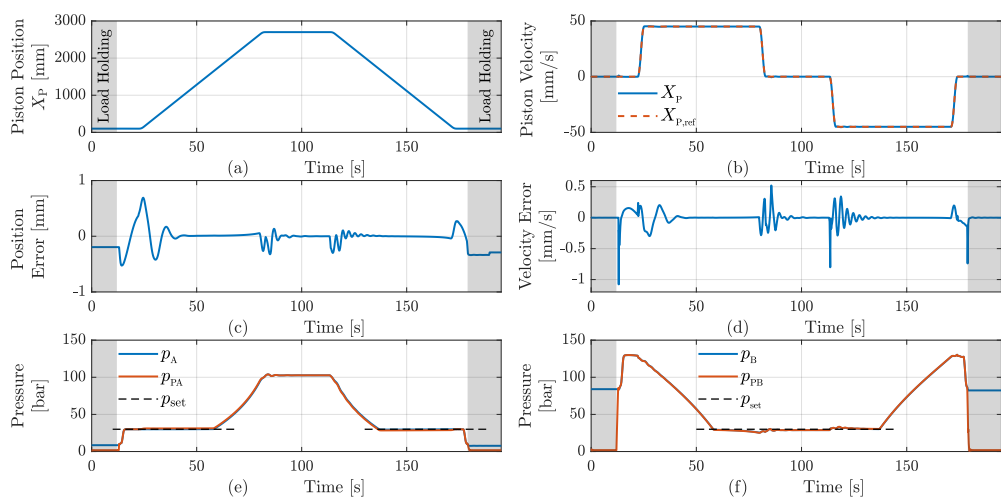 3000
2000
1000
0
Piston Position
X_P [mm]
Load Holding
Load Holding
0
50
100
150
(a)
Time [s]
50
0
-50
Piston Velocity
[mm/s]
X_P
X_P,ref
0
50
100
150
(b)
Time [s]
1
0
-1
Position
Error [mm]
0
50
100
150
(c)
Time [s]
0.5
0
-0.5
-1
Velocity Error
[mm/s]
0
50
100
150
(d)
Time [s]
150
100
50
0
Pressure
[bar]
p_A
p_PA
p_set
0
50
100
150
(e)
Time [s]
150
100
50
0
Pressure
[bar]
p_B
p_PB
p_set
0
50
100
150
(f)
Time [s]